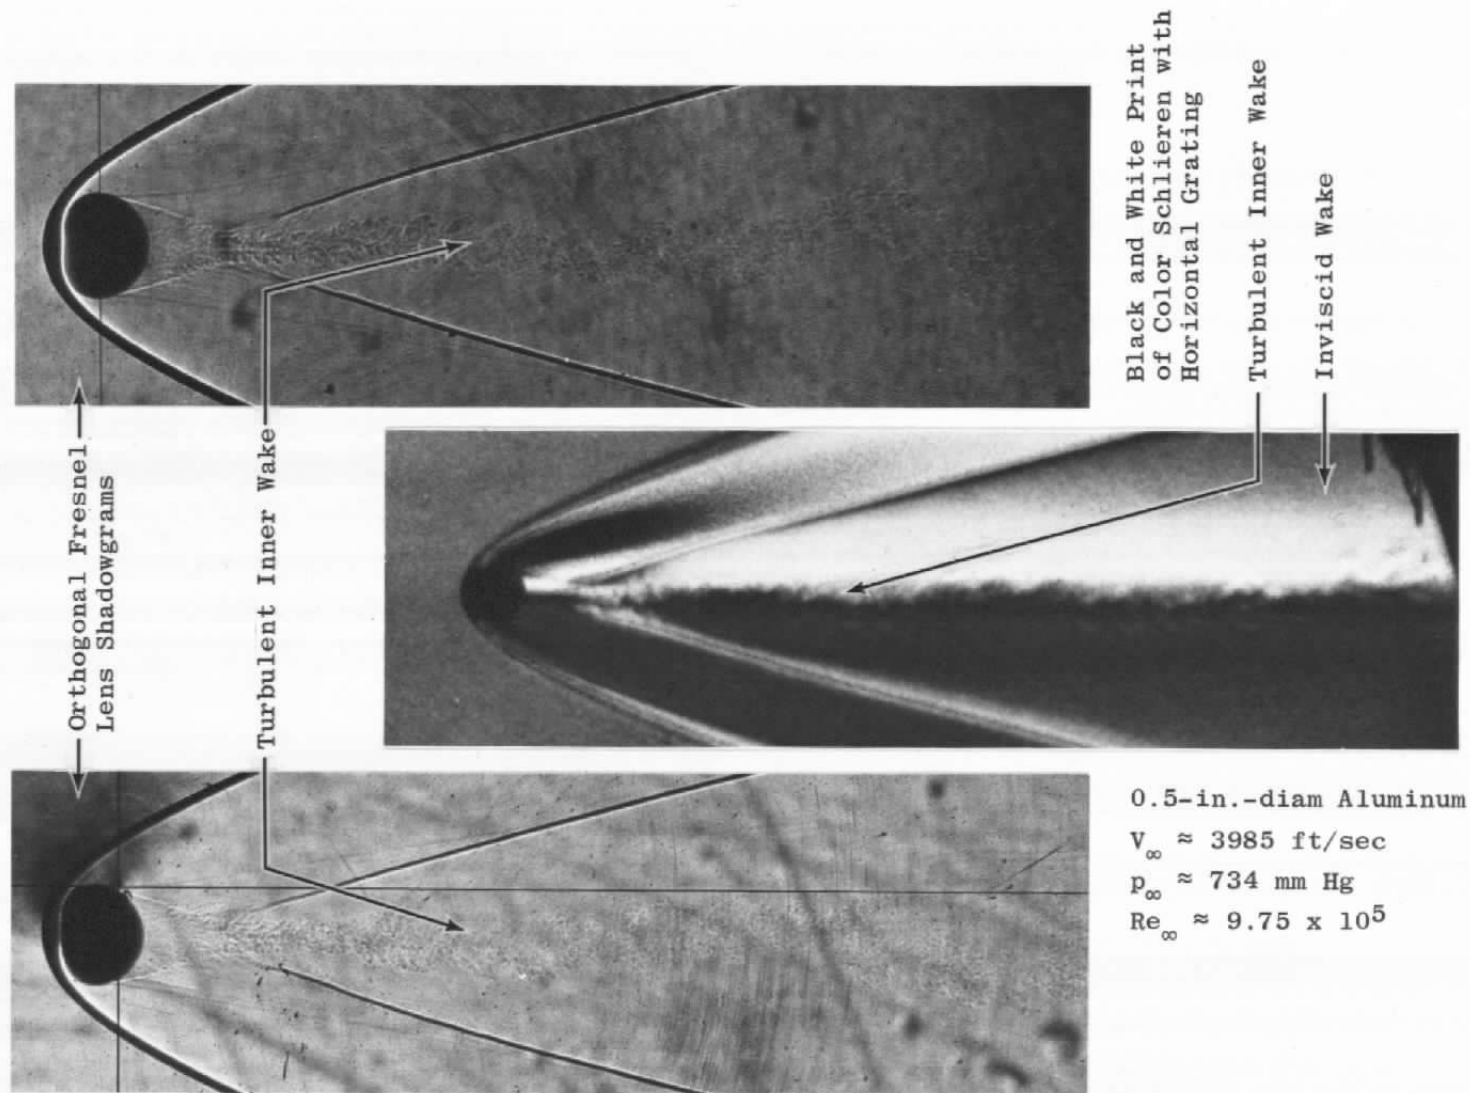 Orthogonal Fresnel
Lens Shadowgrams
Turbulent Inner Wake
Black and White Print
of Color Schlieren with
Horizontal Grating
Turbulent Inner Wake
Inviscid Wake
0.5-in.-diam Aluminum
V∞ ≈ 3985 ft/sec
p∞ ≈ 734 mm Hg
Re∞ ≈ 9.75 x 10⁵